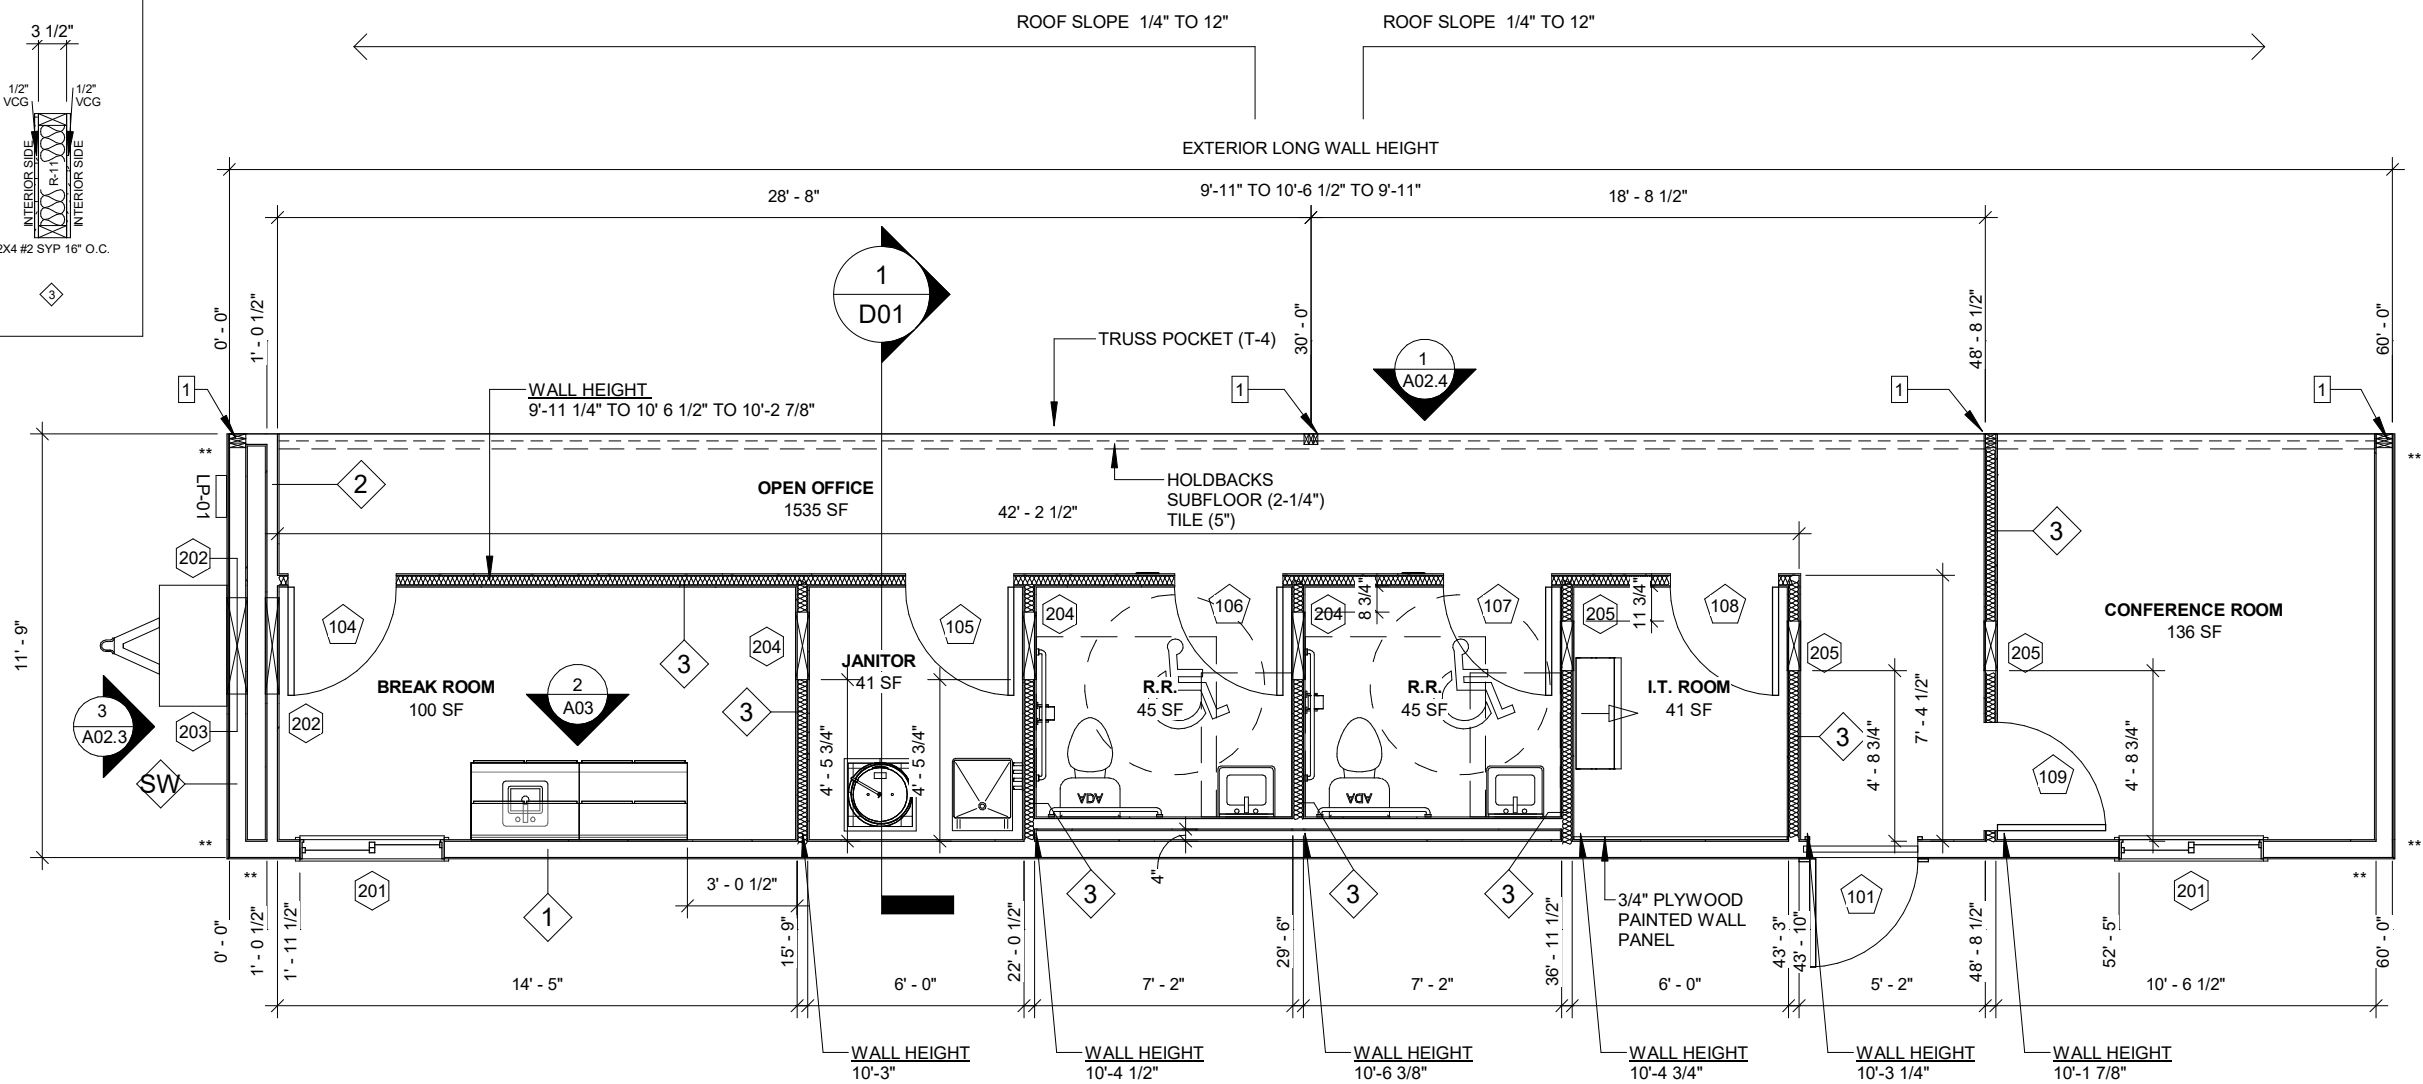 ROOF SLOPE 1/4" TO 12"
ROOF SLOPE 1/4" TO 12"
3 1/2"
1/2"
VCG
1/2"
VCG
INTERIOR SIDE
R-11
INTERIOR SIDE
2X4 #2 SYP 16" O.C.
3
EXTERIOR LONG WALL HEIGHT
9'-11" TO 10'-6 1/2" TO 9'-11"
28' - 8"
18' - 8 1/2"
0' - 0"
1' - 0 1/2"
30' - 0"
48' - 8 1/2"
60' - 0"
1
D01
TRUSS POCKET (T-4)
1
A02.4
1
1
1
1
WALL HEIGHT
9'-11 1/4" TO 10' 6 1/2" TO 10'-2 7/8"
**
**
LP-01
2
OPEN OFFICE
1535 SF
HOLDBACKS
SUBFLOOR (2-1/4")
TILE (5")
42' - 2 1/2"
3
11' - 9"
202
203
3
A02.3
SW
104
202
BREAK ROOM
100 SF
2
A03
3
3
204
JANITOR
41 SF
105
4' - 5 3/4"
4' - 5 3/4"
204
106
R.R.
45 SF
ADA
204
8 3/4"
107
R.R.
45 SF
ADA
205
11 3/4"
108
I.T. ROOM
41 SF
205
3
4' - 8 3/4"
7' - 4 1/2"
205
CONFERENCE ROOM
136 SF
109
4' - 8 3/4"
**
**
**
**
201
1
3' - 0 1/2"
4"
3
3
3
3/4" PLYWOOD
PAINTED WALL
PANEL
101
201
0' - 0"
1' - 0 1/2"
1' - 11 1/2"
15' - 9"
22' - 0 1/2"
29' - 6"
36' - 11 1/2"
43' - 3"
43' - 10"
48' - 8 1/2"
52' - 5"
60' - 0"
14' - 5"
6' - 0"
7' - 2"
7' - 2"
6' - 0"
5' - 2"
10' - 6 1/2"
WALL HEIGHT
10'-3"
WALL HEIGHT
10'-4 1/2"
WALL HEIGHT
10'-6 3/8"
WALL HEIGHT
10'-4 3/4"
WALL HEIGHT
10'-3 1/4"
WALL HEIGHT
10'-1 7/8"